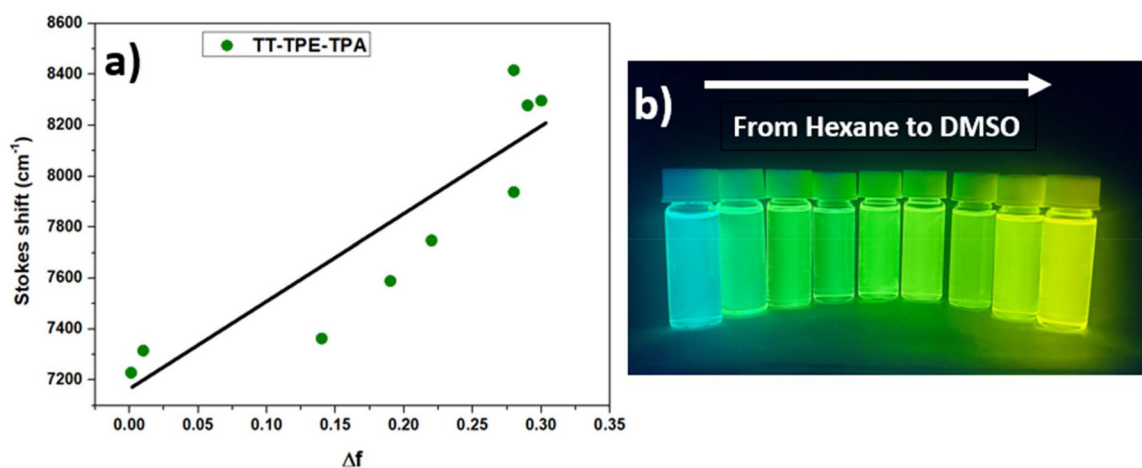 a)
TT-TPE-TPA
8600
8400
8200
8000
7800
7600
7400
7200
Stokes shift (cm⁻¹)
0.00 0.05 0.10 0.15 0.20 0.25 0.30 0.35
Δf
b)
From Hexane to DMSO